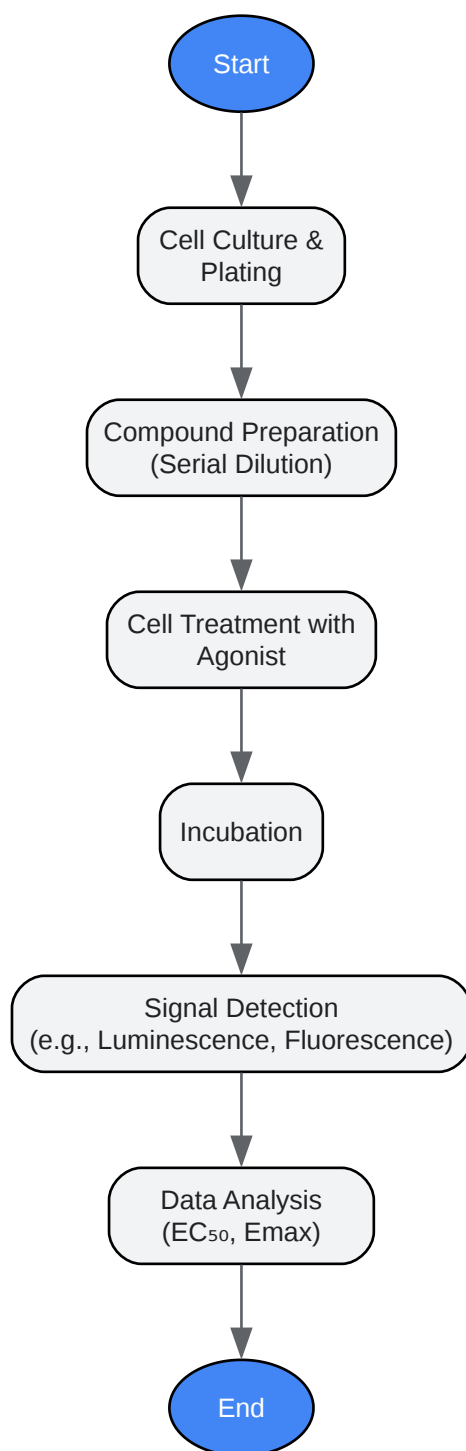 Start
Cell Culture &
Plating
Compound Preparation
(Serial Dilution)
Cell Treatment with
Agonist
Incubation
Signal Detection
(e.g., Luminescence, Fluorescence)
Data Analysis
(EC₅₀, Emax)
End